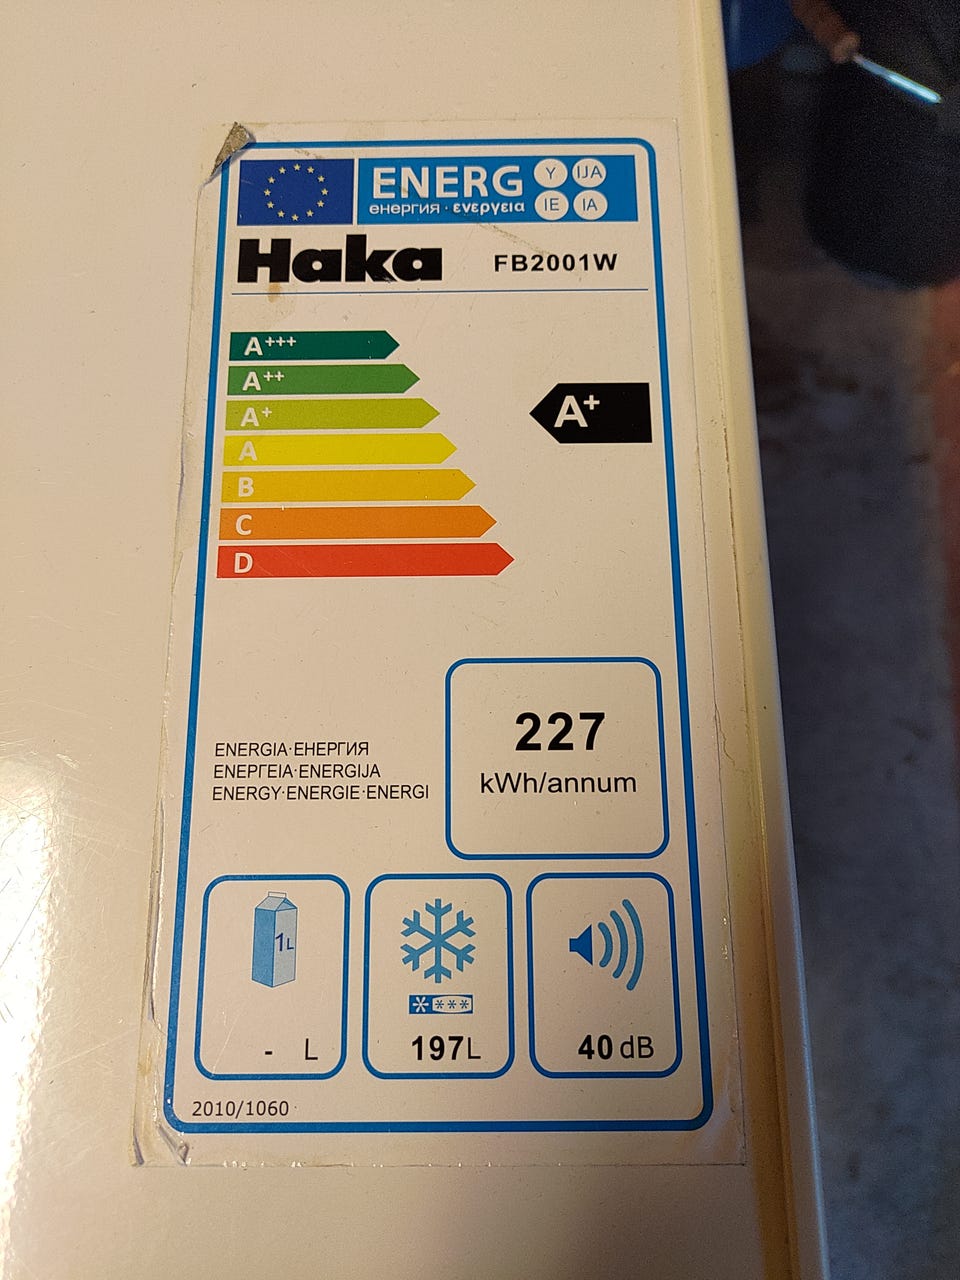 ENERG Y IJA
енергия · ενεργεια IE IA
Haka FB2001W
A+++
A++
A+
A+
A
B
C
D
227
kWh/annum
ENERGIA·ЕНЕРГИЯ
ΕΝΕΡΓΕΙΑ·ENERGIJA
ENERGY·ENERGIE·ENERGI
1L
- L
197L
40 dB
2010/1060